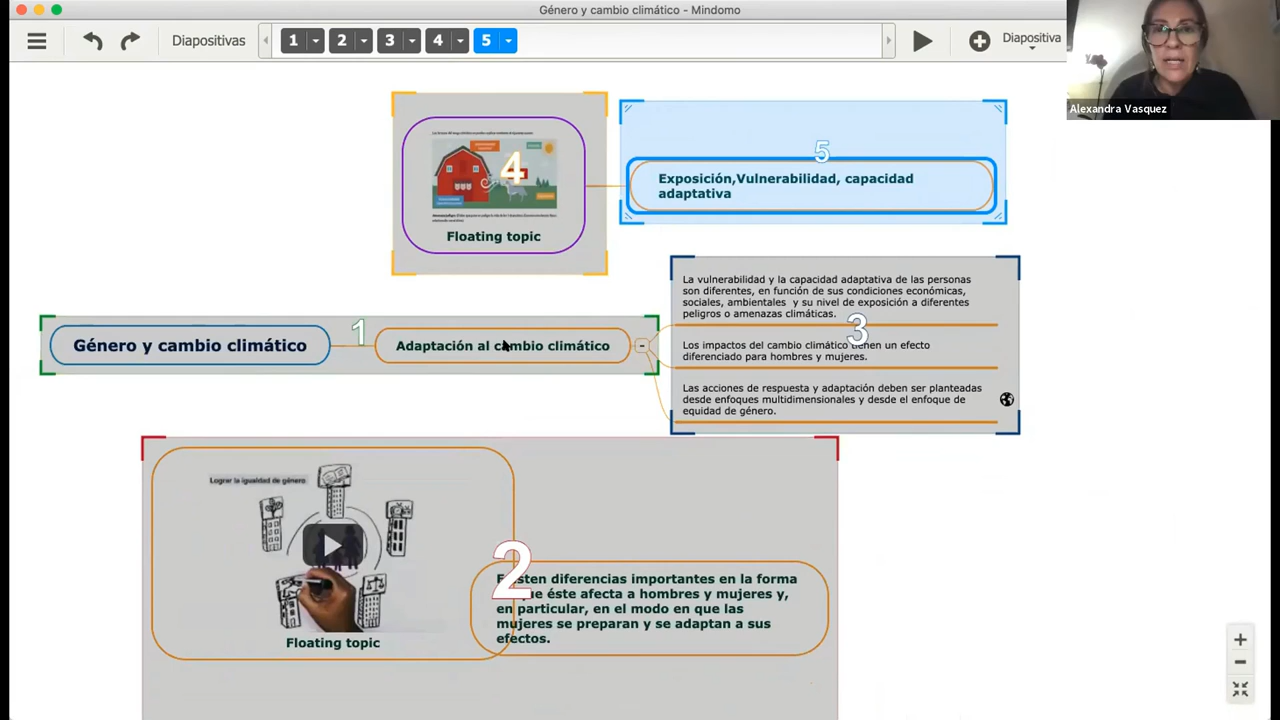 Género y cambio climático - Mindomo
Diapositivas
1
2
3
4
5
Diapositiva
Alexandra Vasquez
4
Floating topic
5
Exposición,Vulnerabilidad, capacidad
adaptativa
Género y cambio climático
1
Adaptación al cambio climático
La vulnerabilidad y la capacidad adaptativa de las personas
son diferentes, en función de sus condiciones económicas,
sociales, ambientales y su nivel de exposición a diferentes
peligros o amenazas climáticas.
3
Los impactos del cambio climático tienen un efecto
diferenciado para hombres y mujeres.
Las acciones de respuesta y adaptación deben ser planteadas
desde enfoques multidimensionales y desde el enfoque de
equidad de género.
Lograr la igualdad de género.
Floating topic
2
Existen diferencias importantes en la forma
que éste afecta a hombres y mujeres y,
en particular, en el modo en que las
mujeres se preparan y se adaptan a sus
efectos.